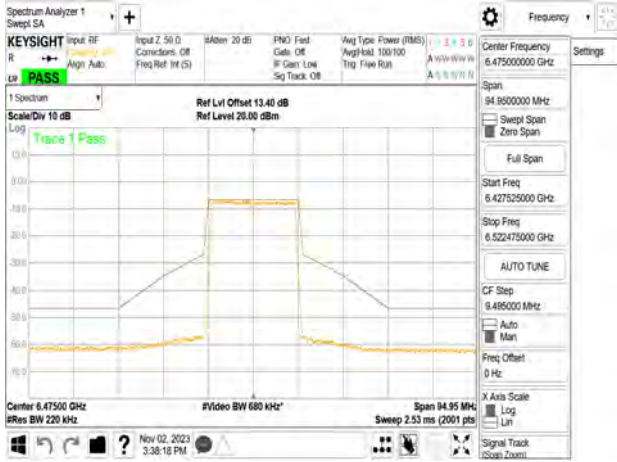 Spectrum Analyzer 1
Swept SA
+
Frequency
KEYSIGHT
Input: RF
Input Z: 50 Ω
#Atten: 20 dB
PNO: Fast
Avg Type: Power (RMS)
Corrections: Off
Gate: Off
Avg|Hold: 100/100
Align: Auto
Freq Ref: Int (S)
IF Gain: Low
Trig: Free Run
Sig Track: Off
PASS
Center Frequency
6.475000000 GHz
Settings
Span
94.9500000 MHz
Swept Span
Zero Span
Full Span
Start Freq
6.427525000 GHz
Stop Freq
6.522475000 GHz
AUTO TUNE
CF Step
9.495000 MHz
Auto
Man
Freq Offset
0 Hz
X Axis Scale
Log
Lin
Signal Track
(Span Zoom)
1 Spectrum
Scale/Div 10 dB
Ref Lvl Offset 13.40 dB
Ref Level 20.00 dBm
Log
Trace 1 Pass
Center 6.47500 GHz
#Video BW 680 kHz*
Span 94.95 MHz
#Res BW 220 kHz
Sweep 2.53 ms (2001 pts
Nov 02, 2023
3:38:18 PM